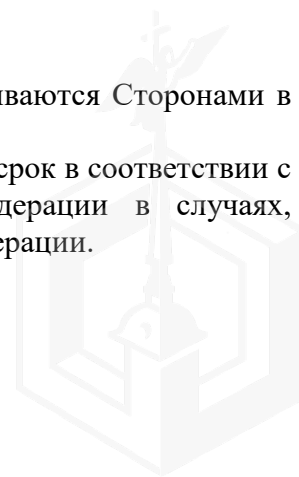 ваются Сторонами в
срок в соответствии с
дерации в случаях,
ерации.